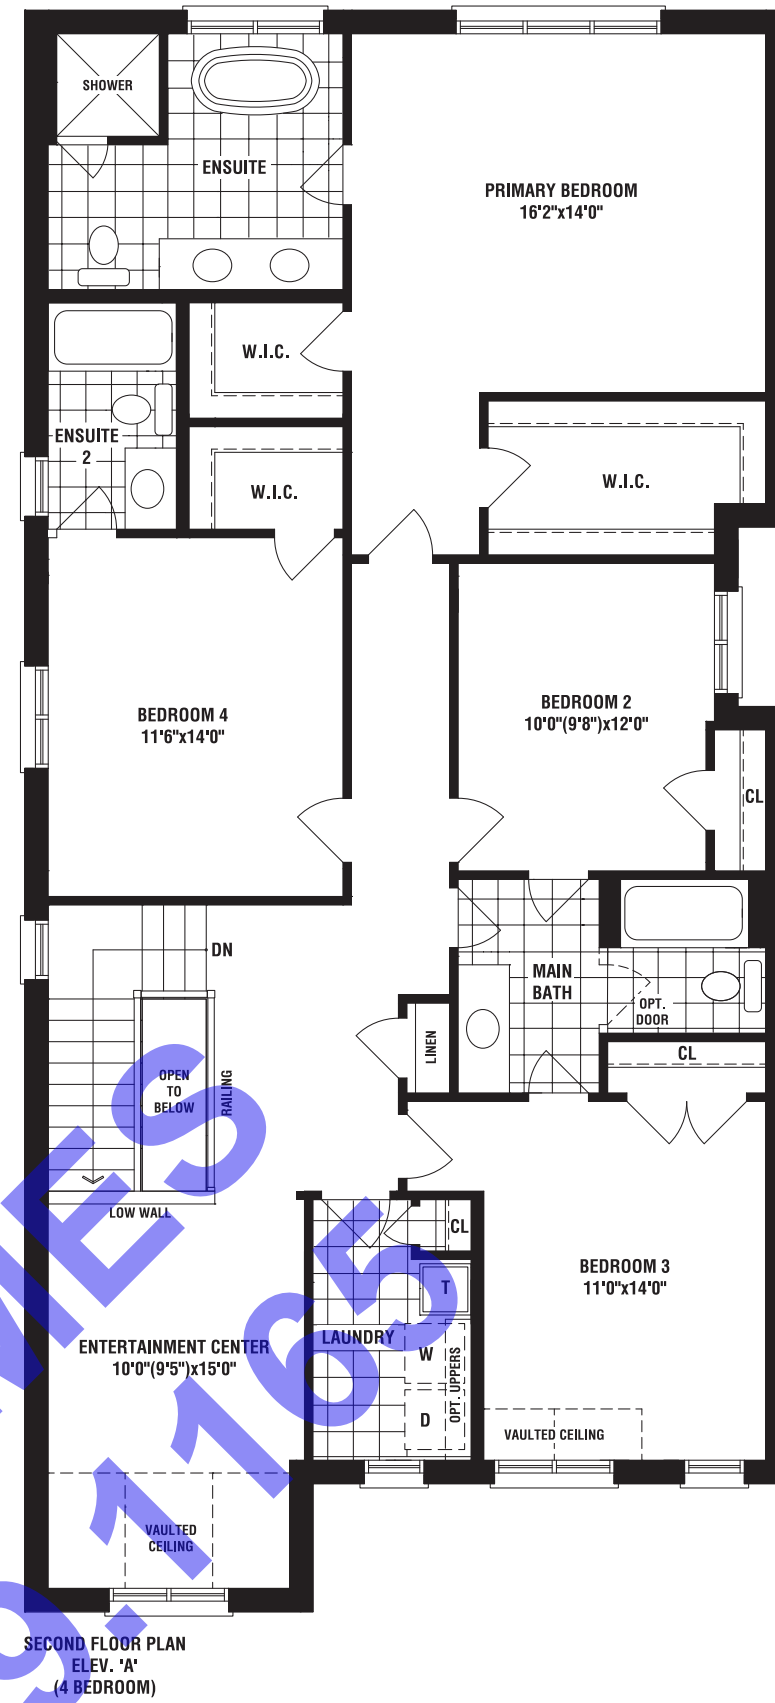 SHOWER
ENSUITE
PRIMARY BEDROOM
16'2"x14'0"
W.I.C.
ENSUITE
2
W.I.C.
W.I.C.
BEDROOM 4
11'6"x14'0"
BEDROOM 2
10'0"(9'8")x12'0"
CL
DN
MAIN
BATH
OPT.
DOOR
LINEN
CL
OPEN
TO
BELOW
RAILING
LOW WALL
CL
BEDROOM 3
11'0"x14'0"
T
LAUNDRY
W
OPT. UPPERS
D
ENTERTAINMENT CENTER
10'0"(9'5")x15'0"
VAULTED CEILING
VAULTED
CEILING
SECOND FLOOR PLAN
ELEV. 'A'
(4 BEDROOM)
MES
9.1165